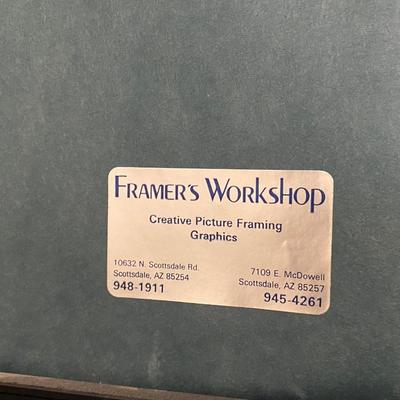 FRAMER'S WORKSHOP
Creative Picture Framing
Graphics
10632 N. Scottsdale Rd.
Scottsdale, AZ 85254
948-1911
7109 E. McDowell
Scottsdale, AZ 85257
945-4261